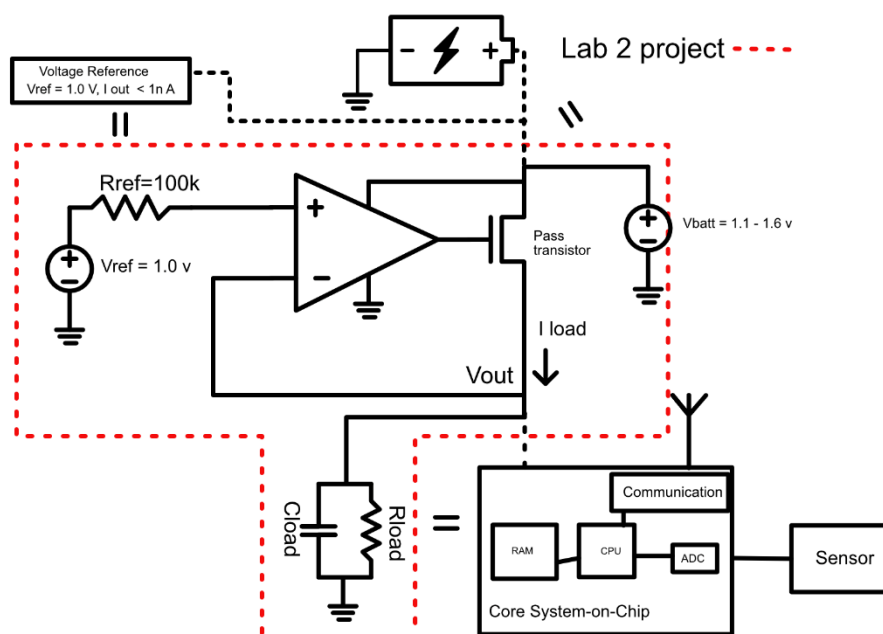 Lab 2 project
Voltage Reference
Vref = 1.0 V, I out < 1n A
Rref=100k
Vref = 1.0 v
Pass
transistor
Vbatt = 1.1 - 1.6 v
I load
Vout
Cload
Rload
Communication
RAM
CPU
ADC
Sensor
Core System-on-Chip